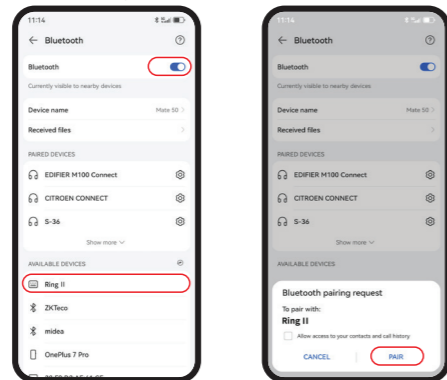 11:14
Bluetooth
Bluetooth
Currently visible to nearby devices
Device name Mate 50
Received files
PAIRED DEVICES
EDIFIER M100 Connect
CITROEN CONNECT
S-36
Show more
AVAILABLE DEVICES
Ring II
ZKTeco
midea
OnePlus 7 Pro
11:14
Bluetooth
Bluetooth
Currently visible to nearby devices
Device name Mate 50
Received files
PAIRED DEVICES
EDIFIER M100 Connect
CITROEN CONNECT
S-36
Show more
AVAILABLE DEVICES
Bluetooth pairing request
To pair with:
Ring II
Allow access to your contacts and call history
CANCEL PAIR